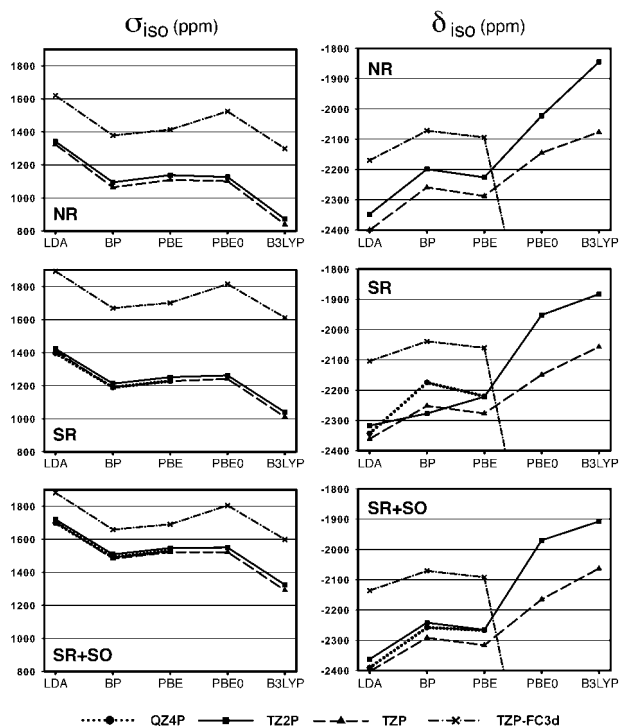 σiso (ppm)
δiso (ppm)
1800
1600
1400
1200
1000
800
NR
LDA BP PBE PBE0 B3LYP
-1800
-1900
-2000
-2100
-2200
-2300
-2400
NR
LDA BP PBE PBE0 B3LYP
1800
1600
1400
1200
1000
800
SR
LDA BP PBE PBE0 B3LYP
-1800
-1900
-2000
-2100
-2200
-2300
-2400
SR
LDA BP PBE PBE0 B3LYP
1800
1600
1400
1200
1000
800
SR+SO
LDA BP PBE PBE0 B3LYP
-1800
-1900
-2000
-2100
-2200
-2300
-2400
SR+SO
LDA BP PBE PBE0 B3LYP
QZ4P TZ2P TZP TZP-FC3d